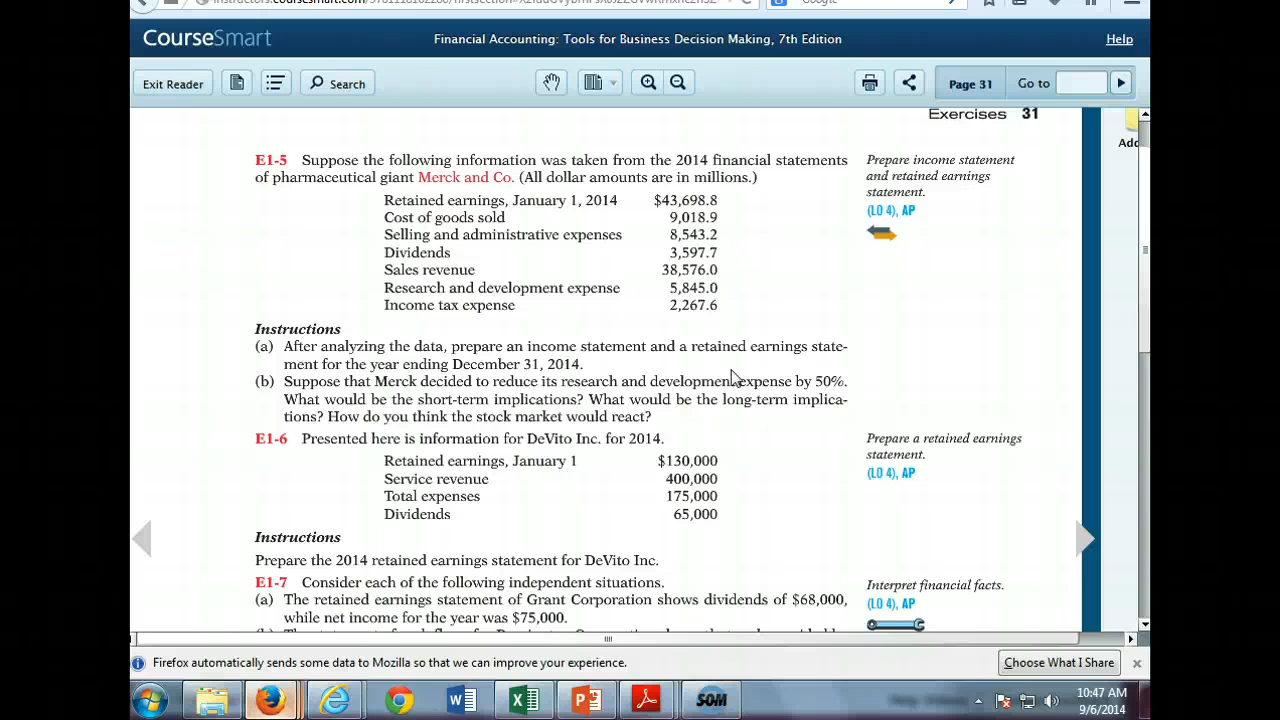 CourseSmart
Financial Accounting: Tools for Business Decision Making, 7th Edition
Help
Exit Reader
Search
Page 31
Go to
Exercises 31
E1-5 Suppose the following information was taken from the 2014 financial statements
of pharmaceutical giant Merck and Co. (All dollar amounts are in millions.)
Prepare income statement
and retained earnings
statement.
(LO 4), AP
Retained earnings, January 1, 2014 $43,698.8
Cost of goods sold 9,018.9
Selling and administrative expenses 8,543.2
Dividends 3,597.7
Sales revenue 38,576.0
Research and development expense 5,845.0
Income tax expense 2,267.6
Instructions
(a) After analyzing the data, prepare an income statement and a retained earnings state-
ment for the year ending December 31, 2014.
(b) Suppose that Merck decided to reduce its research and development expense by 50%.
What would be the short-term implications? What would be the long-term implica-
tions? How do you think the stock market would react?
E1-6 Presented here is information for DeVito Inc. for 2014.
Prepare a retained earnings
statement.
(LO 4), AP
Retained earnings, January 1 $130,000
Service revenue 400,000
Total expenses 175,000
Dividends 65,000
Instructions
Prepare the 2014 retained earnings statement for DeVito Inc.
E1-7 Consider each of the following independent situations.
Interpret financial facts.
(LO 4), AP
(a) The retained earnings statement of Grant Corporation shows dividends of $68,000,
while net income for the year was $75,000.
Firefox automatically sends some data to Mozilla so that we can improve your experience.
Choose What I Share
SOM
10:47 AM
9/6/2014